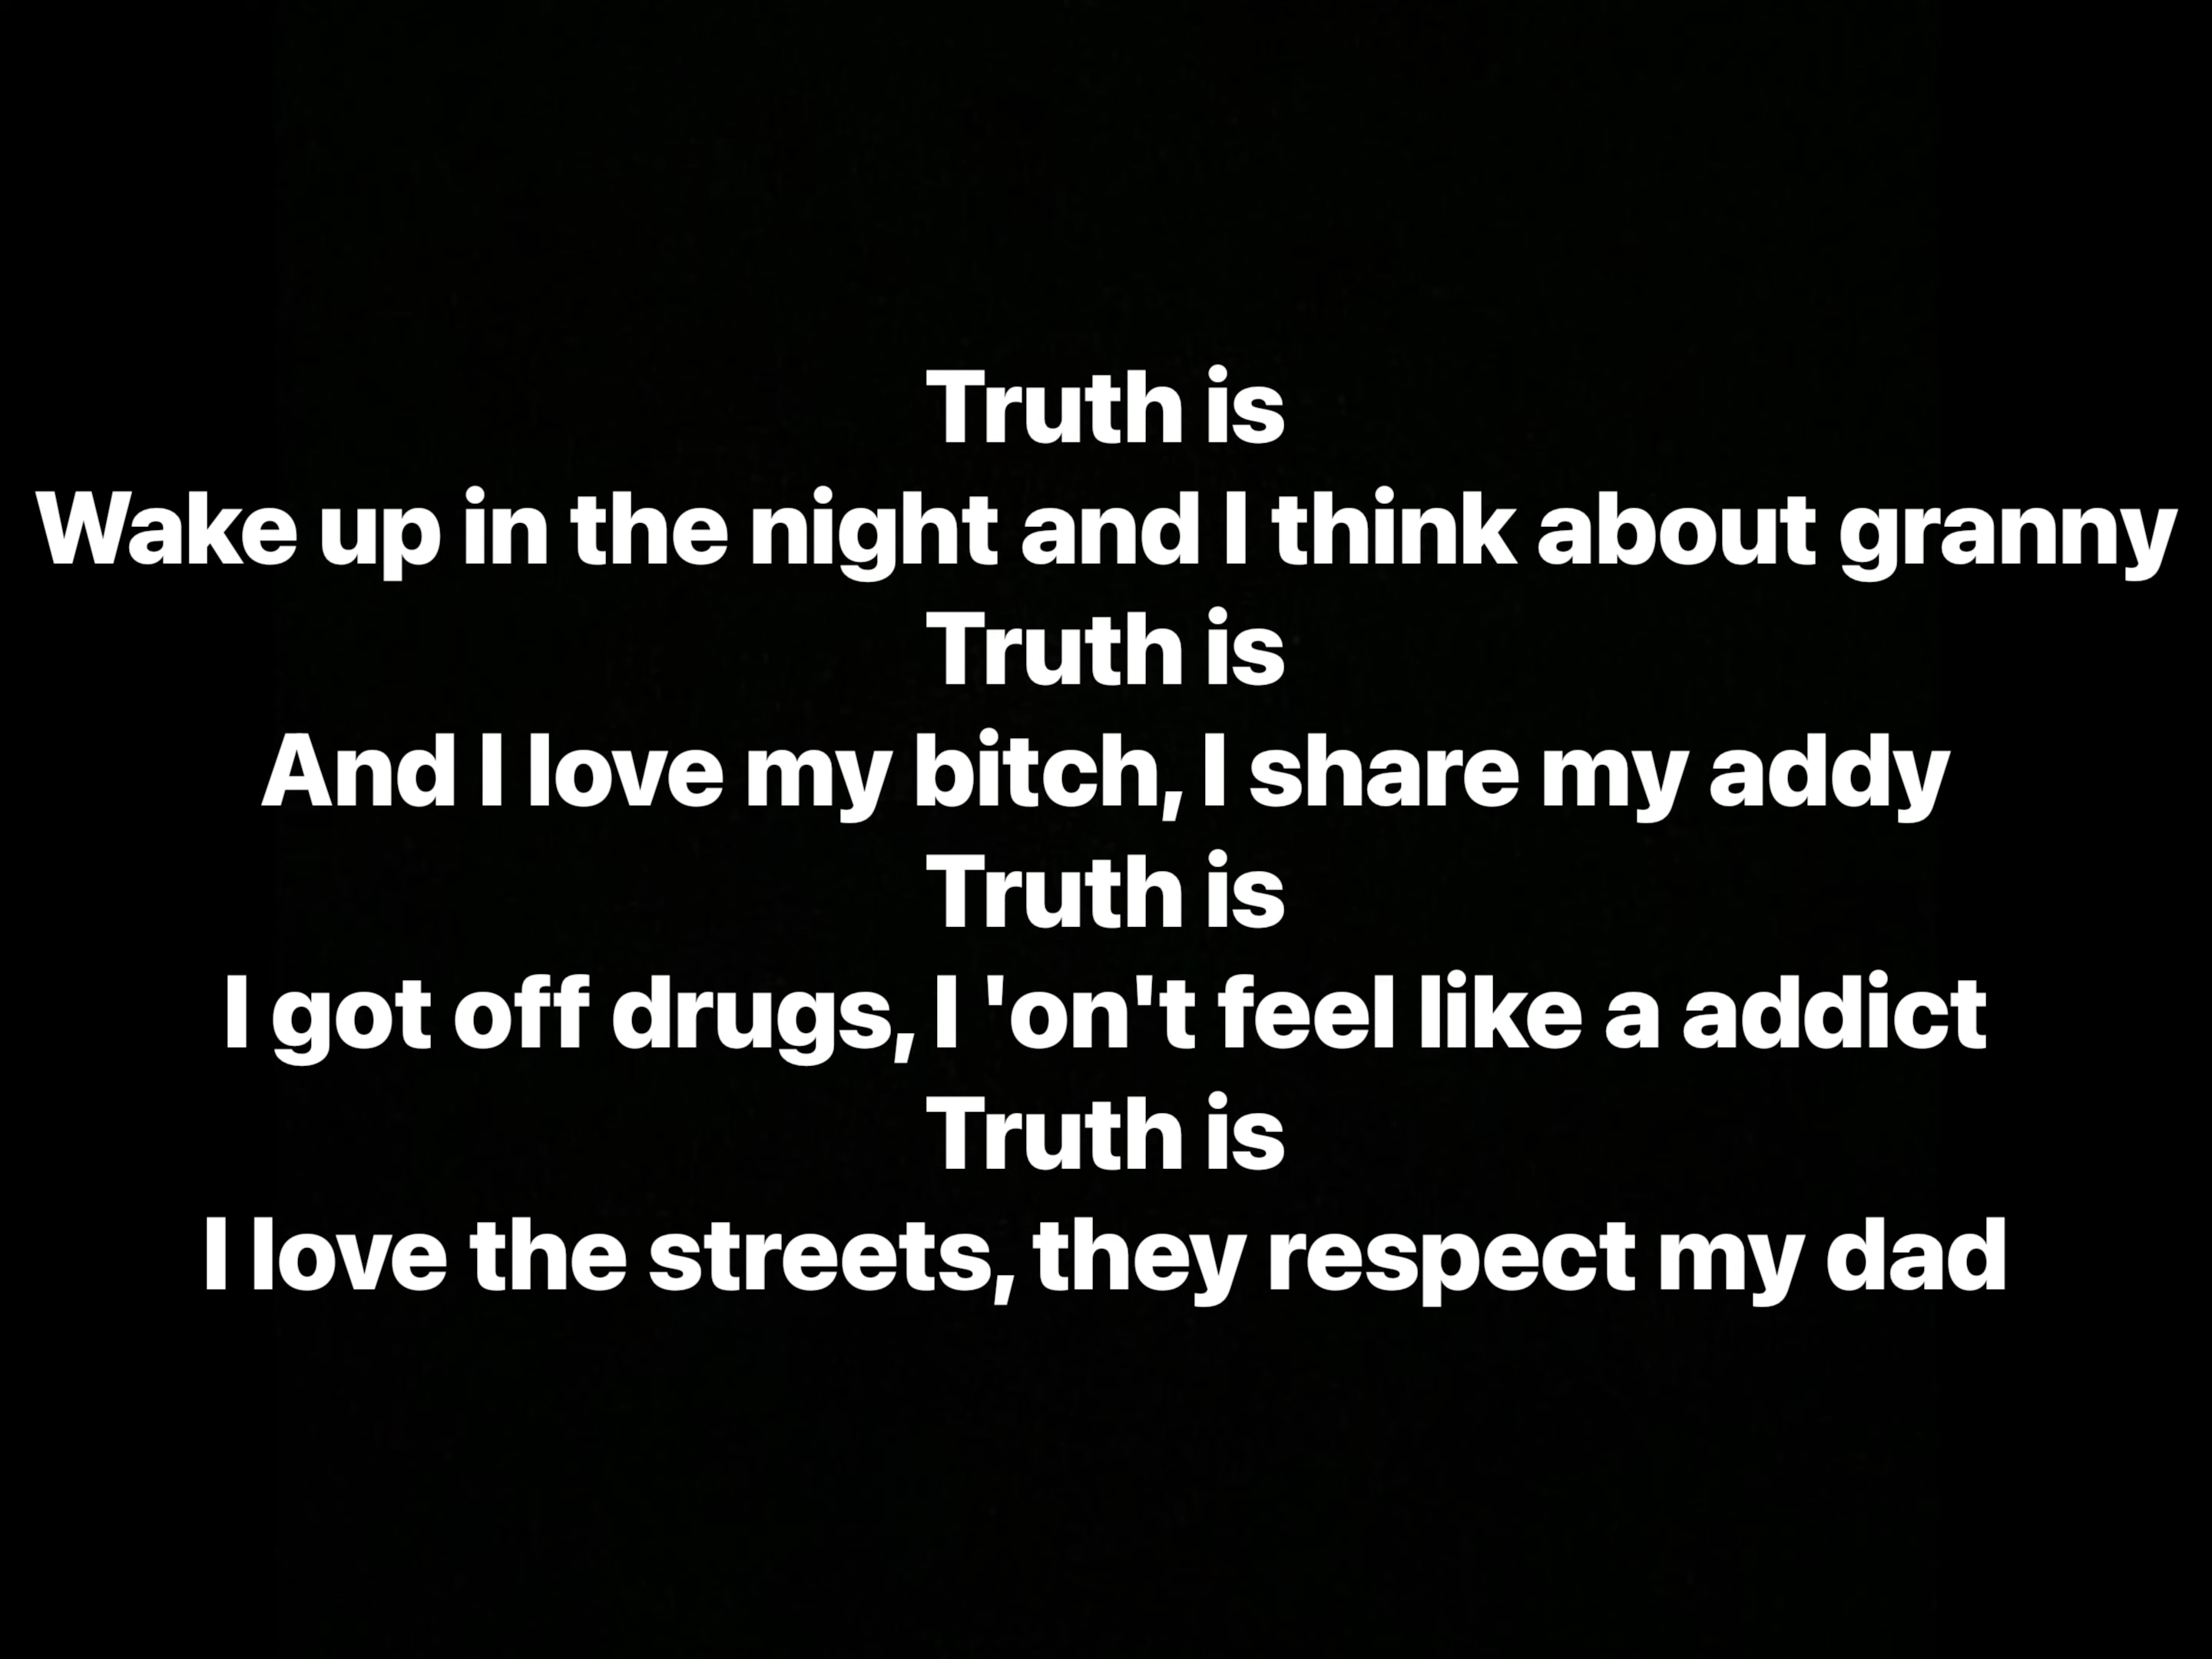 Truth is
Wake up in the night and I think about granny
Truth is
And I love my bitch, I share my addy
Truth is
I got off drugs, I 'on't feel like a addict
Truth is
I love the streets, they respect my dad